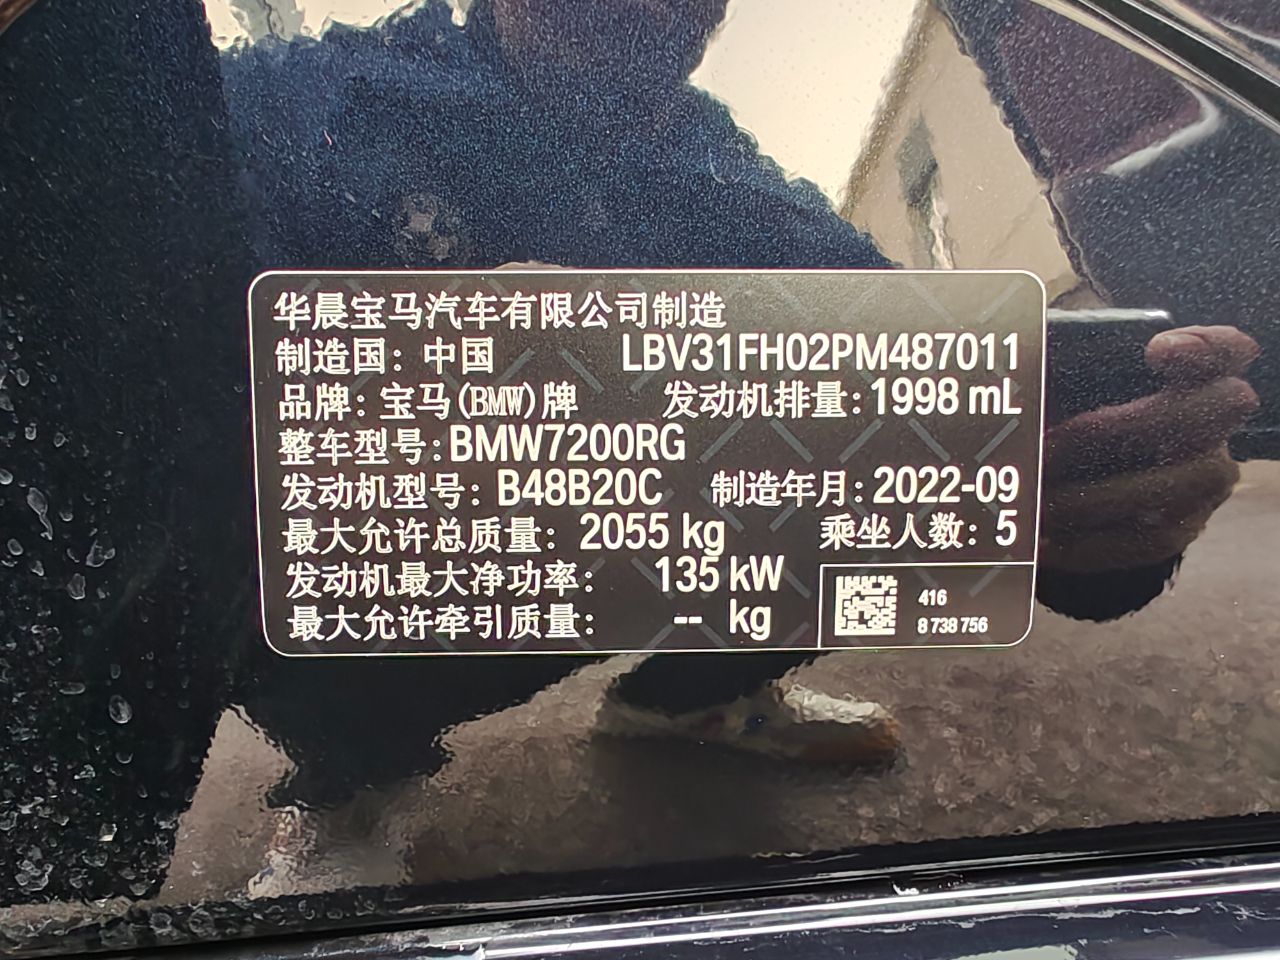 华晨宝马汽车有限公司制造
制造国：中国 LBV31FH02PM487011
品牌：宝马(BMW)牌 发动机排量：1998 mL
整车型号：BMW7200RG
发动机型号：B48B20C 制造年月：2022-09
最大允许总质量：2055 kg 乘坐人数：5
发动机最大净功率：135 kW
最大允许牵引质量：-- kg
416
8 738 756